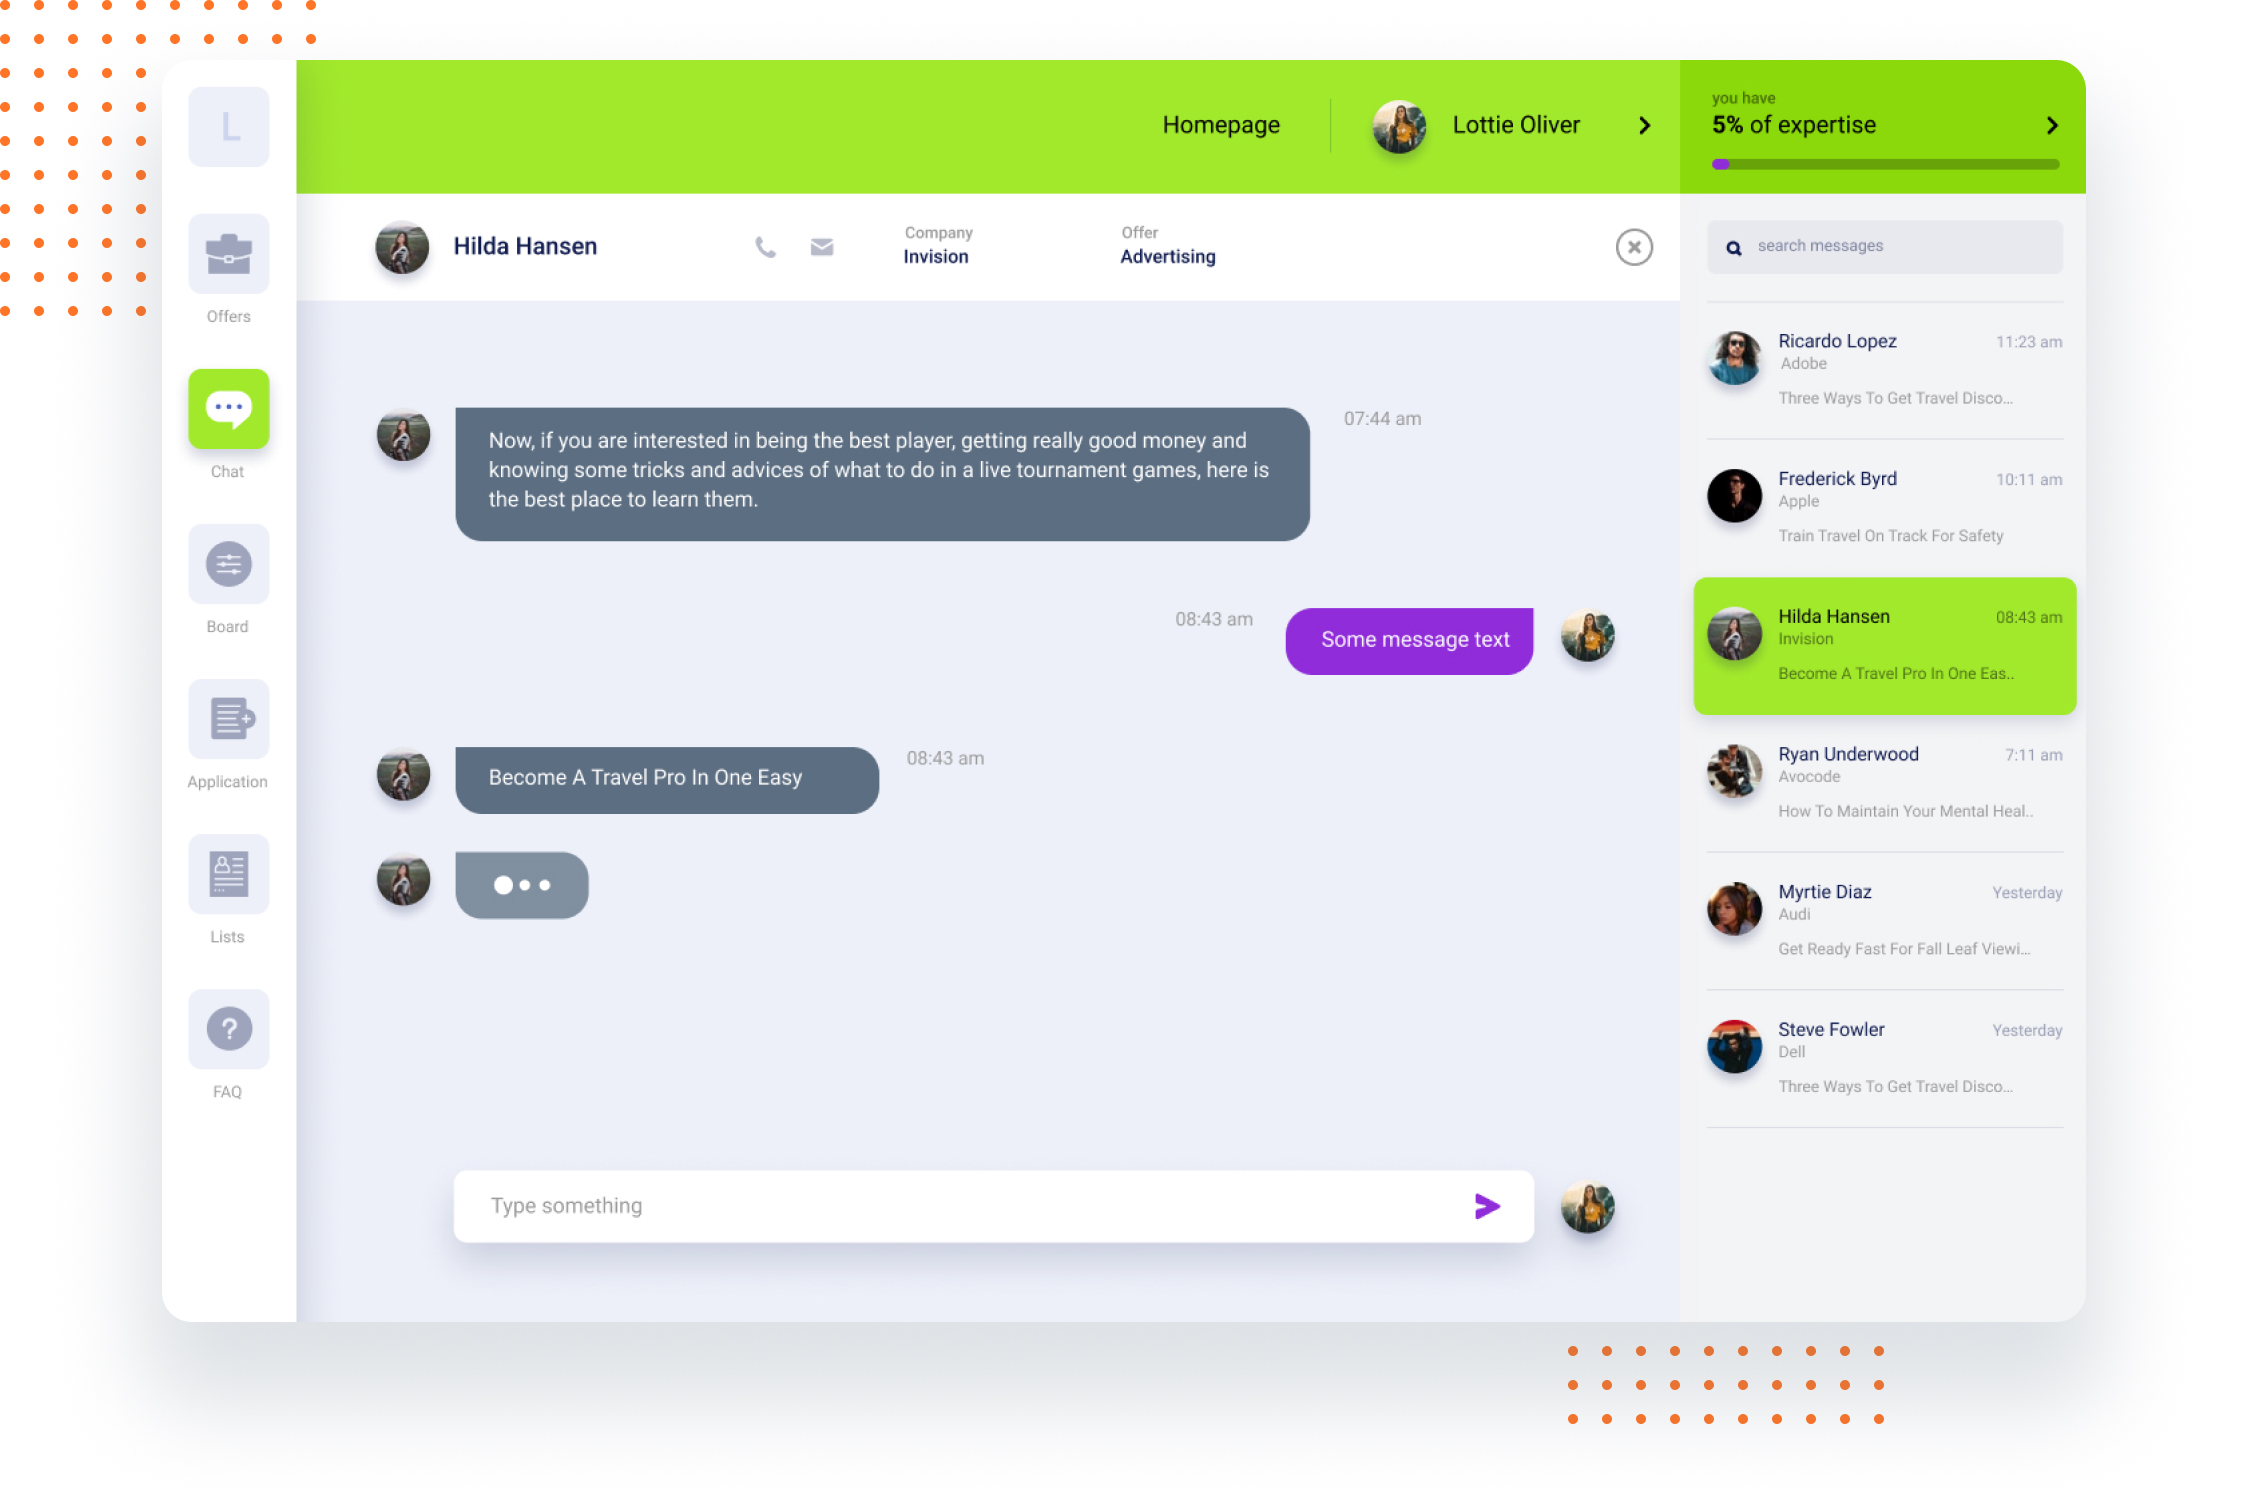 L
Offers
Chat
Board
Application
Lists
FAQ
Homepage
Lottie Oliver
you have
5% of expertise
Hilda Hansen
Company
Invision
Offer
Advertising
search messages
Now, if you are interested in being the best player, getting really good money and
knowing some tricks and advices of what to do in a live tournament games, here is
the best place to learn them.
07:44 am
08:43 am
Some message text
Become A Travel Pro In One Easy
08:43 am
Type something
Ricardo Lopez
11:23 am
Adobe
Three Ways To Get Travel Disco...
Frederick Byrd
10:11 am
Apple
Train Travel On Track For Safety
Hilda Hansen
08:43 am
Invision
Become A Travel Pro In One Eas..
Ryan Underwood
7:11 am
Avocode
How To Maintain Your Mental Heal..
Myrtie Diaz
Yesterday
Audi
Get Ready Fast For Fall Leaf Viewi...
Steve Fowler
Yesterday
Dell
Three Ways To Get Travel Disco...